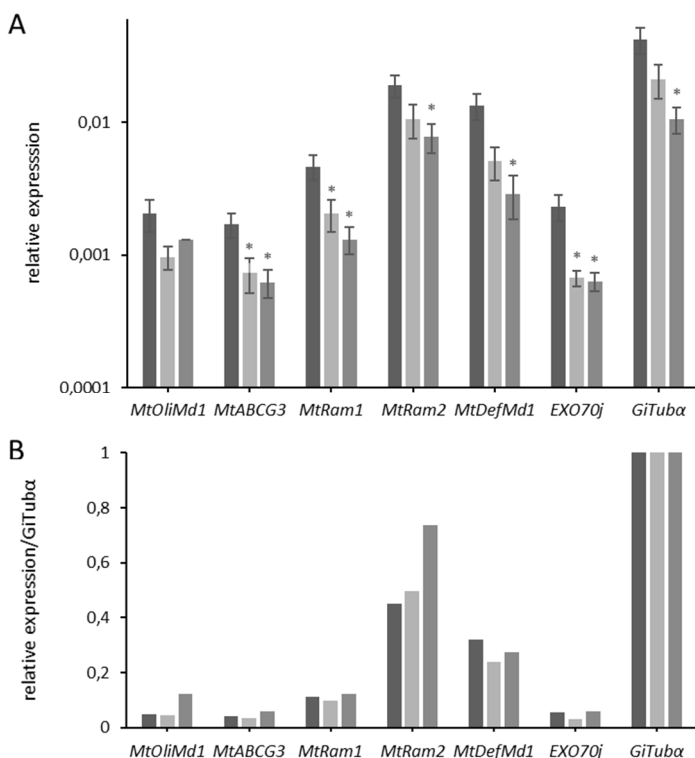 A
relative expresssion
0,01
0,001
0,0001
* * * * * * * * * *
MtOliMd1 MtABCG3 MtRam1 MtRam2 MtDefMd1 EXO70j GiTubα
B
relative expression/GiTubα
1
0,8
0,6
0,4
0,2
0
MtOliMd1 MtABCG3 MtRam1 MtRam2 MtDefMd1 EXO70j GiTubα